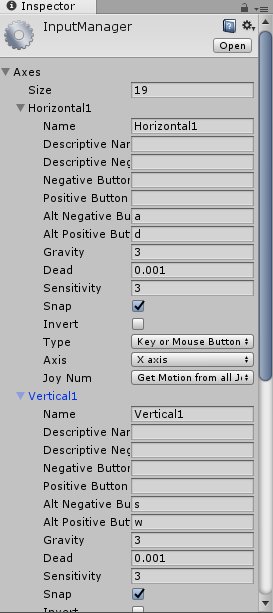 Inspector
InputManager
Open
Axes
Size 19
Horizontal1
Name Horizontal1
Descriptive Nar
Descriptive Neg
Negative Button
Positive Button
Alt Negative Bu a
Alt Positive But d
Gravity 3
Dead 0.001
Sensitivity 3
Snap
Invert
Type Key or Mouse Button
Axis X axis
Joy Num Get Motion from all Jo
Vertical1
Name Vertical1
Descriptive Nar
Descriptive Neg
Negative Button
Positive Button
Alt Negative Bu s
Alt Positive But w
Gravity 3
Dead 0.001
Sensitivity 3
Snap
Invert